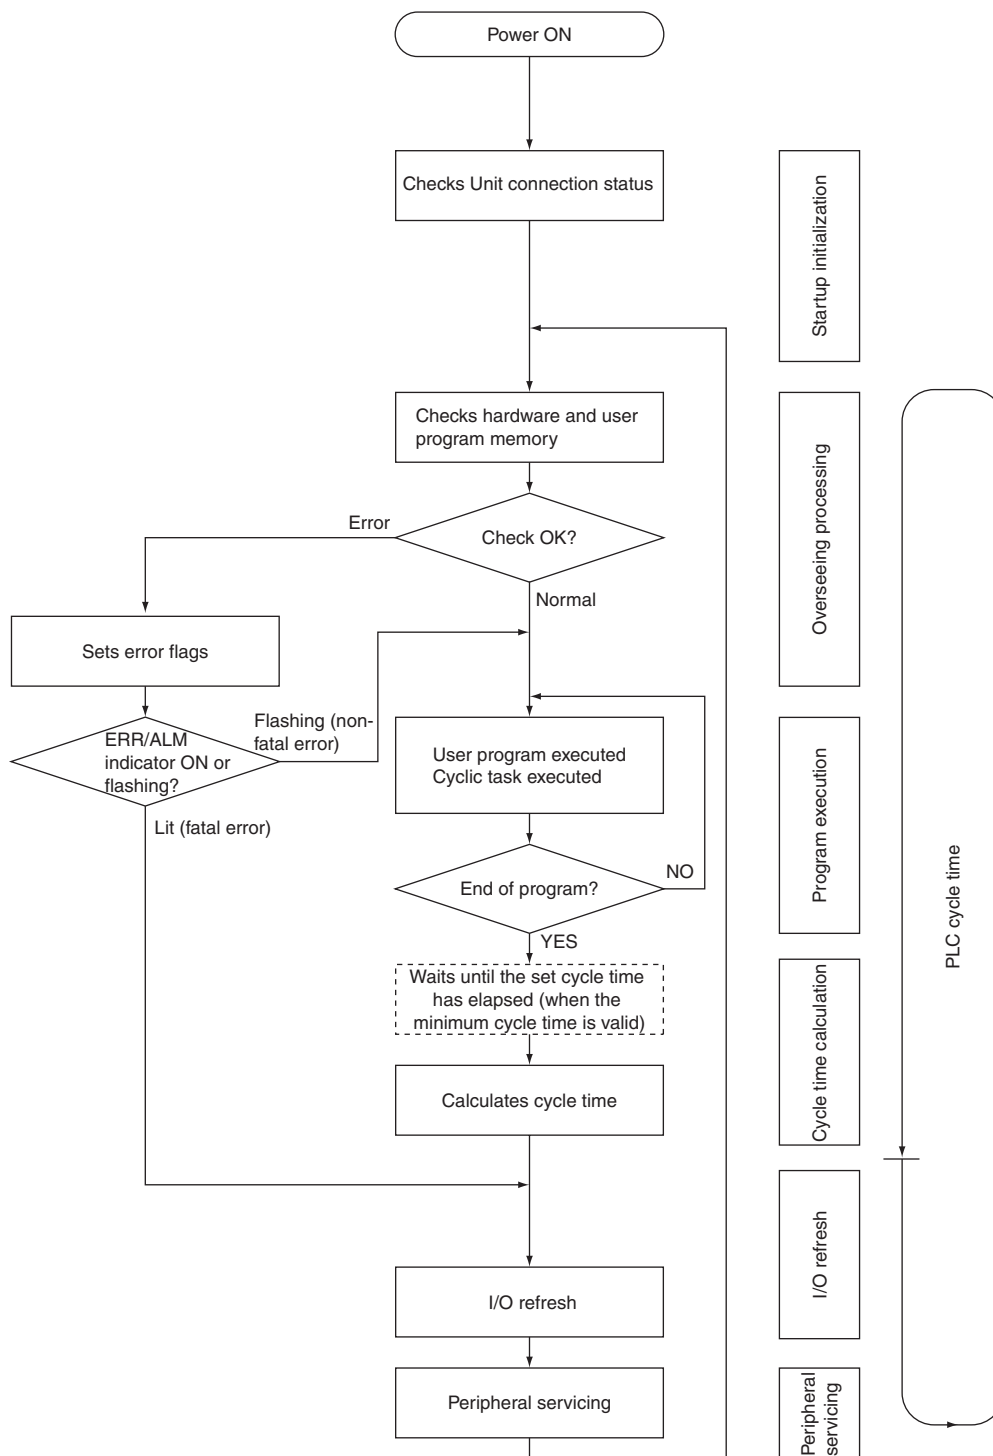 Power ON
Checks Unit connection status
Startup initialization
Checks hardware and user
program memory
Overseeing processing
Error
Check OK?
Normal
Sets error flags
Flashing (non-
fatal error)
ERR/ALM
indicator ON or
flashing?
User program executed
Cyclic task executed
Program execution
Lit (fatal error)
End of program?
NO
YES
PLC cycle time
Waits until the set cycle time
has elapsed (when the
minimum cycle time is valid)
Cycle time calculation
Calculates cycle time
I/O refresh
I/O refresh
Peripheral servicing
Peripheral
servicing